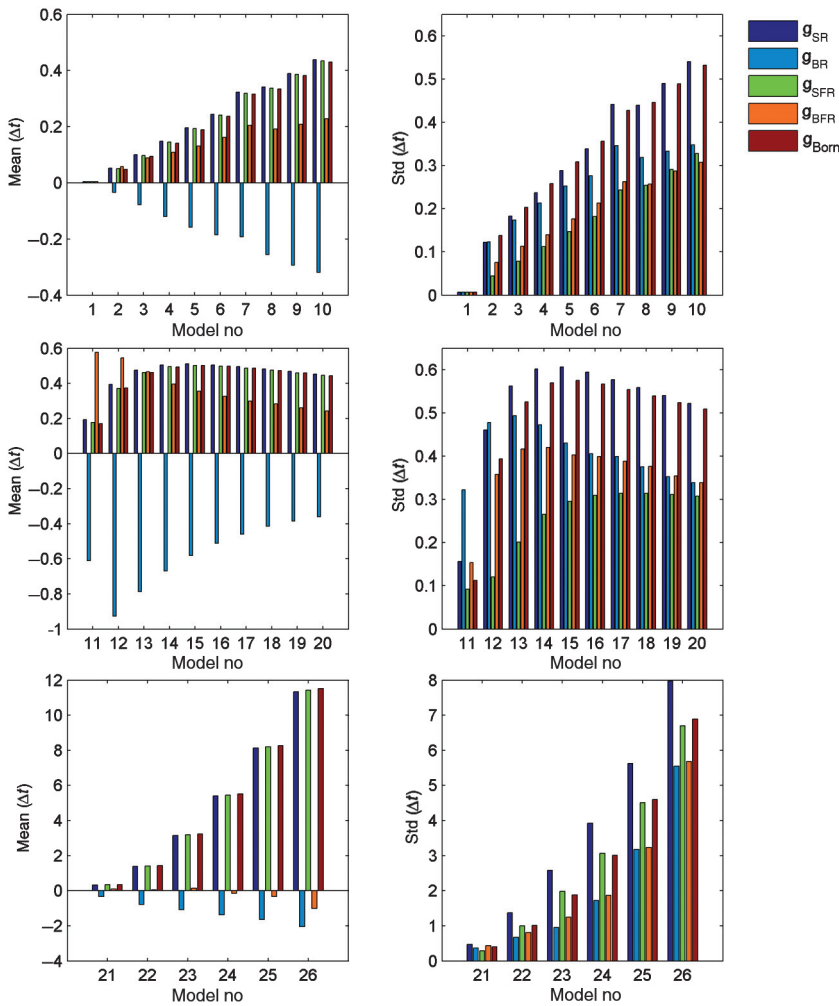 0.6
0.4
0.2
0
−0.2
−0.4
Mean (Δt)
1 2 3 4 5 6 7 8 9 10
Model no
0.6
0.5
0.4
0.3
0.2
0.1
0
Std (Δt)
1 2 3 4 5 6 7 8 9 10
Model no
gSR
gBR
gSFR
gBFR
gBorn
0.6
0.4
0.2
0
−0.2
−0.4
−0.6
−0.8
-1
Mean (Δt)
11 12 13 14 15 16 17 18 19 20
Model no
0.6
0.5
0.4
0.3
0.2
0.1
0
Std (Δt)
11 12 13 14 15 16 17 18 19 20
Model no
12
10
8
6
4
2
0
−2
−4
Mean (Δt)
21 22 23 24 25 26
Model no
8
7
6
5
4
3
2
1
0
Std (Δt)
21 22 23 24 25 26
Model no